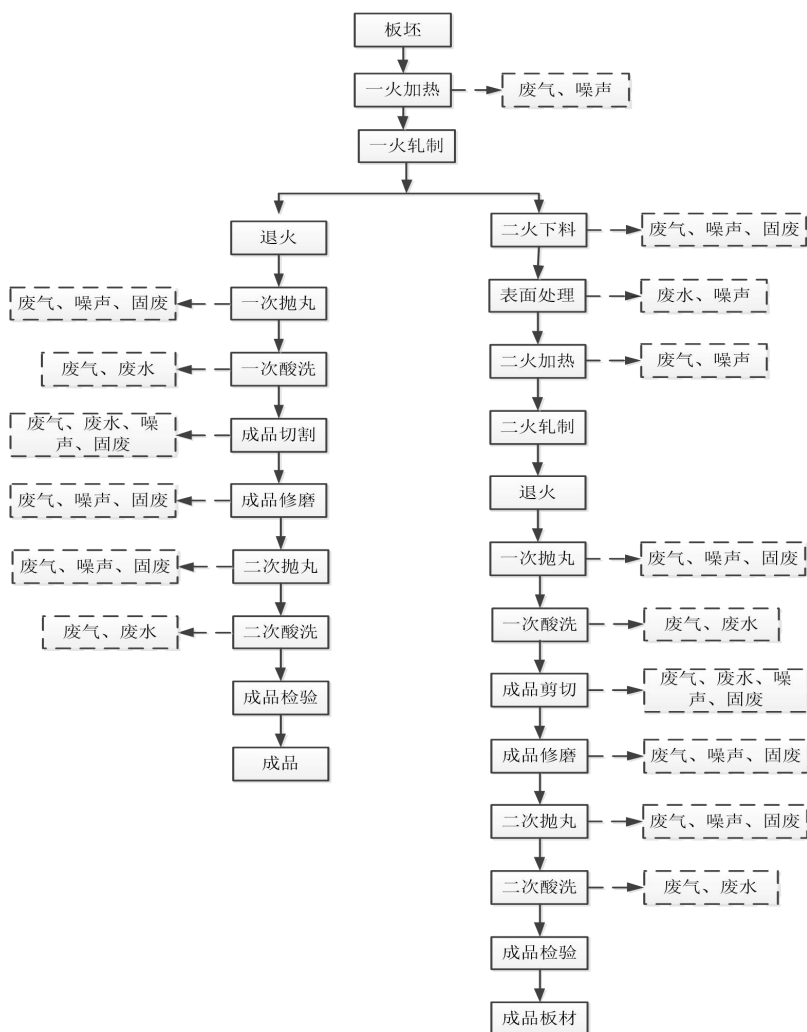 板坯
一火加热
废气、噪声
一火轧制
退火
一次抛丸
废气、噪声、固废
一次酸洗
废气、废水
成品切割
废气、废水、噪
声、固废
成品修磨
废气、噪声、固废
二次抛丸
废气、噪声、固废
二次酸洗
废气、废水
成品检验
成品
二火下料
废气、噪声、固废
表面处理
废水、噪声
二火加热
废气、噪声
二火轧制
退火
一次抛丸
废气、噪声、固废
一次酸洗
废气、废水
成品剪切
废气、废水、噪
声、固废
成品修磨
废气、噪声、固废
二次抛丸
废气、噪声、固废
二次酸洗
废气、废水
成品检验
成品板材